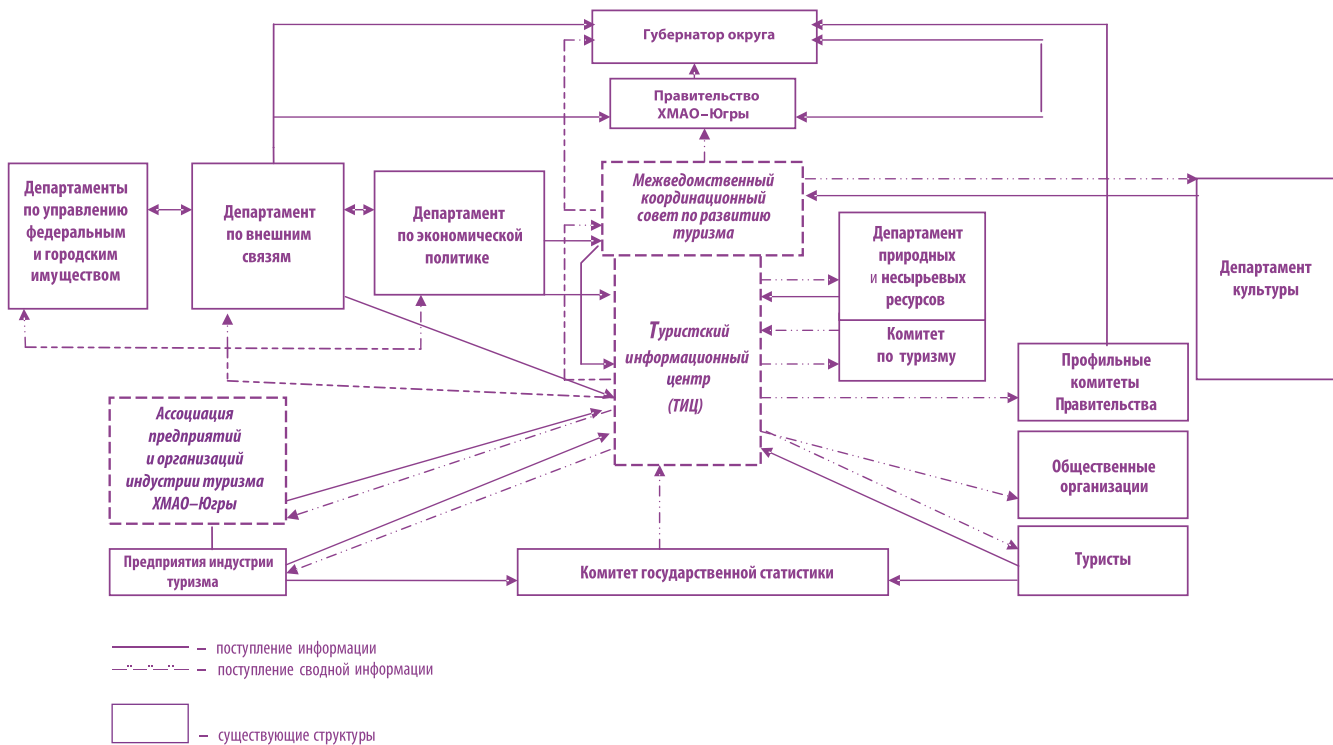 Губернатор округа
Правительство
ХМАО–Югры
Департаменты
по управлению
федеральным
и городским
имуществом
Департамент
по внешним
связям
Департамент
по экономической
политике
Межведомственный
координационный
совет по развитию
туризма
Департамент
природных
и несырьевых
ресурсов
Департамент
культуры
Туристский
информационный
центр
(ТИЦ)
Комитет
по туризму
Профильные
комитеты
Правительства
Ассоциация
предприятий
и организаций
индустрии туризма
ХМАО–Югры
Общественные
организации
Предприятия индустрии
туризма
Комитет государственной статистики
Туристы
– поступление информации
– поступление сводной информации
– существующие структуры